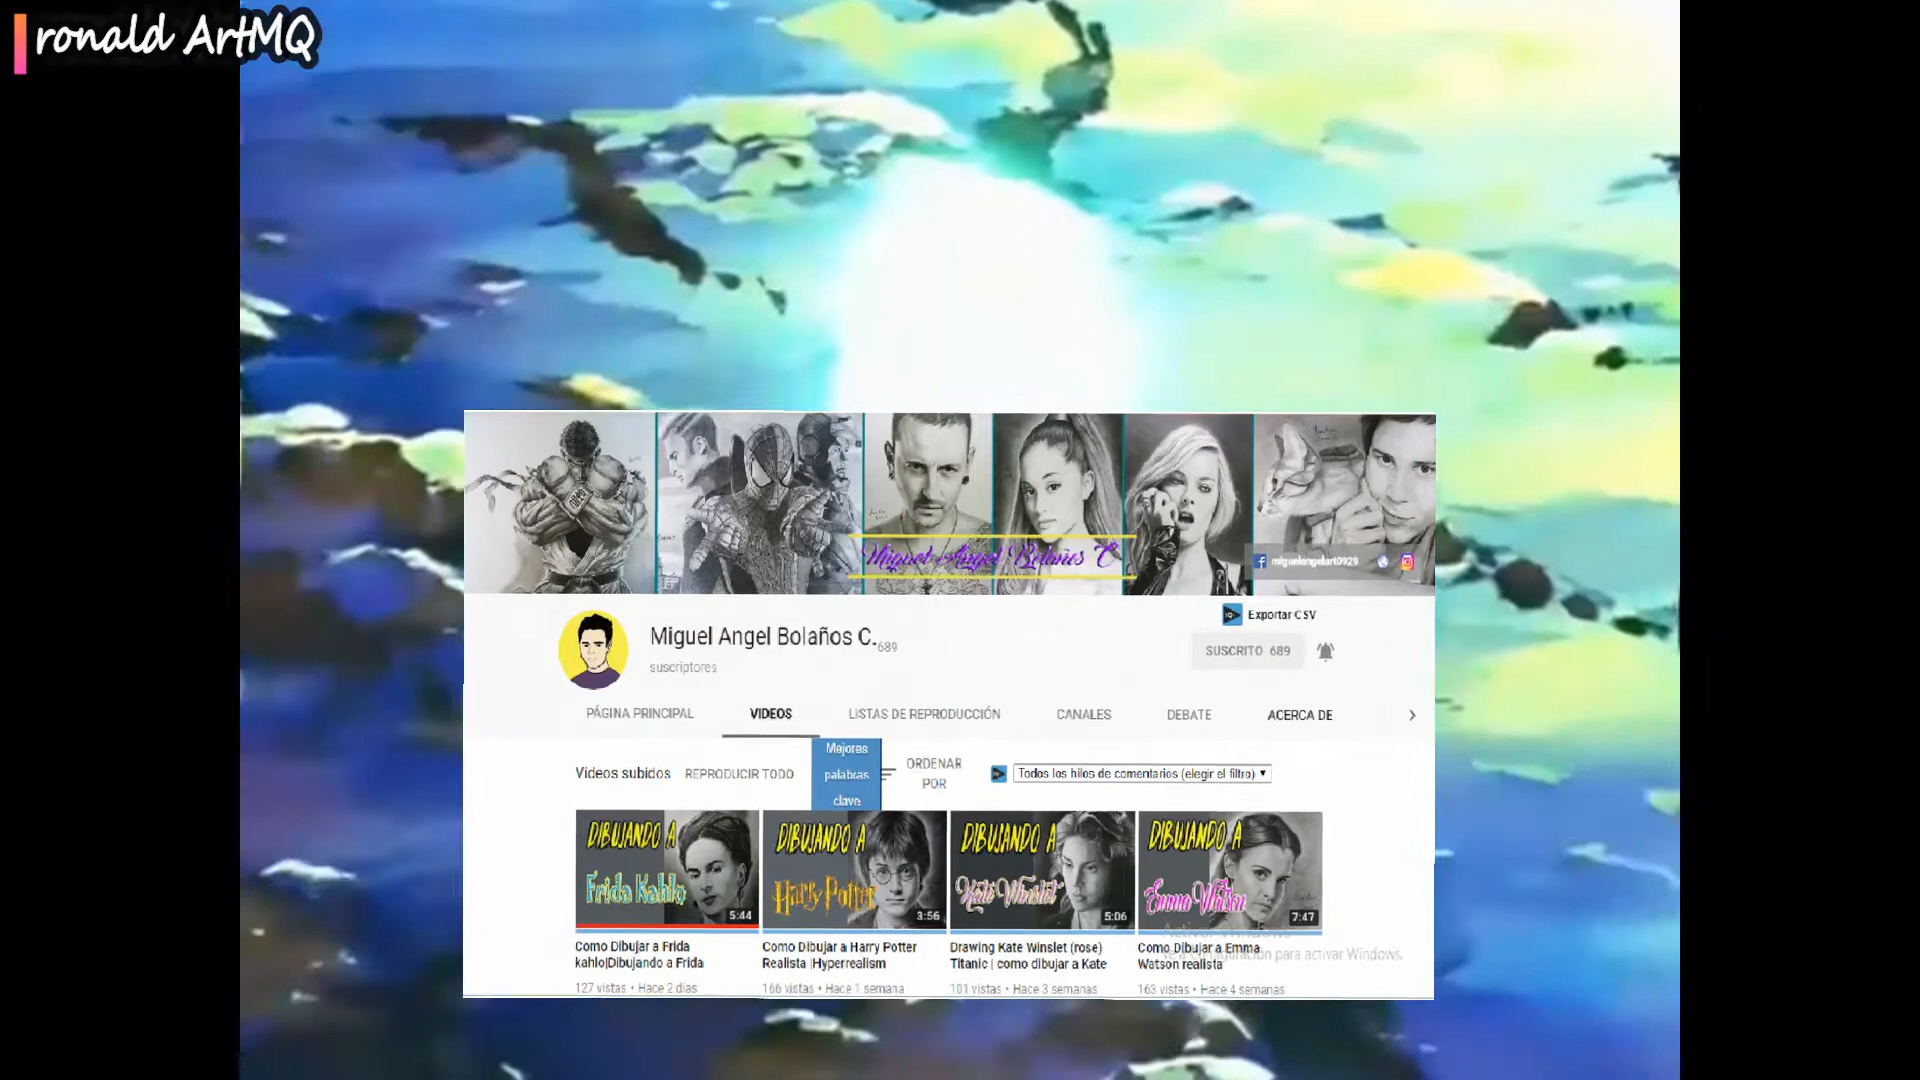 ronald ArtMQ
Miguel Angel Bolaños C
miguelangelart0929
Exportar CSV
Miguel Angel Bolaños C. 689
suscriptores
SUSCRITO 689
PÁGINA PRINCIPAL VIDEOS LISTAS DE REPRODUCCIÓN CANALES DEBATE ACERCA DE
Videos subidos REPRODUCIR TODO
Mejores
palabras
clave
ORDENAR
POR
Todos los hilos de comentarios (elegir el filtro)
DIBUJANDO A
Frida Kahlo
5:44
DIBUJANDO A
Harry Potter
3:56
DIBUJANDO A
Kate Winslet
5:06
DIBUJANDO A
Emma Watson
7:47
Como Dibujar a Frida
kahlo|Dibujando a Frida
127 vistas • Hace 2 días
Como Dibujar a Harry Potter
Realista |Hyperrealism
166 vistas • Hace 1 semana
Drawing Kate Winslet (rose)
Titanic | como dibujar a Kate
101 vistas • Hace 3 semanas
Como Dibujar a Emma
Watson realista
163 vistas • Hace 4 semanas
Activar Windows
Ve a Configuración para activar Windows.